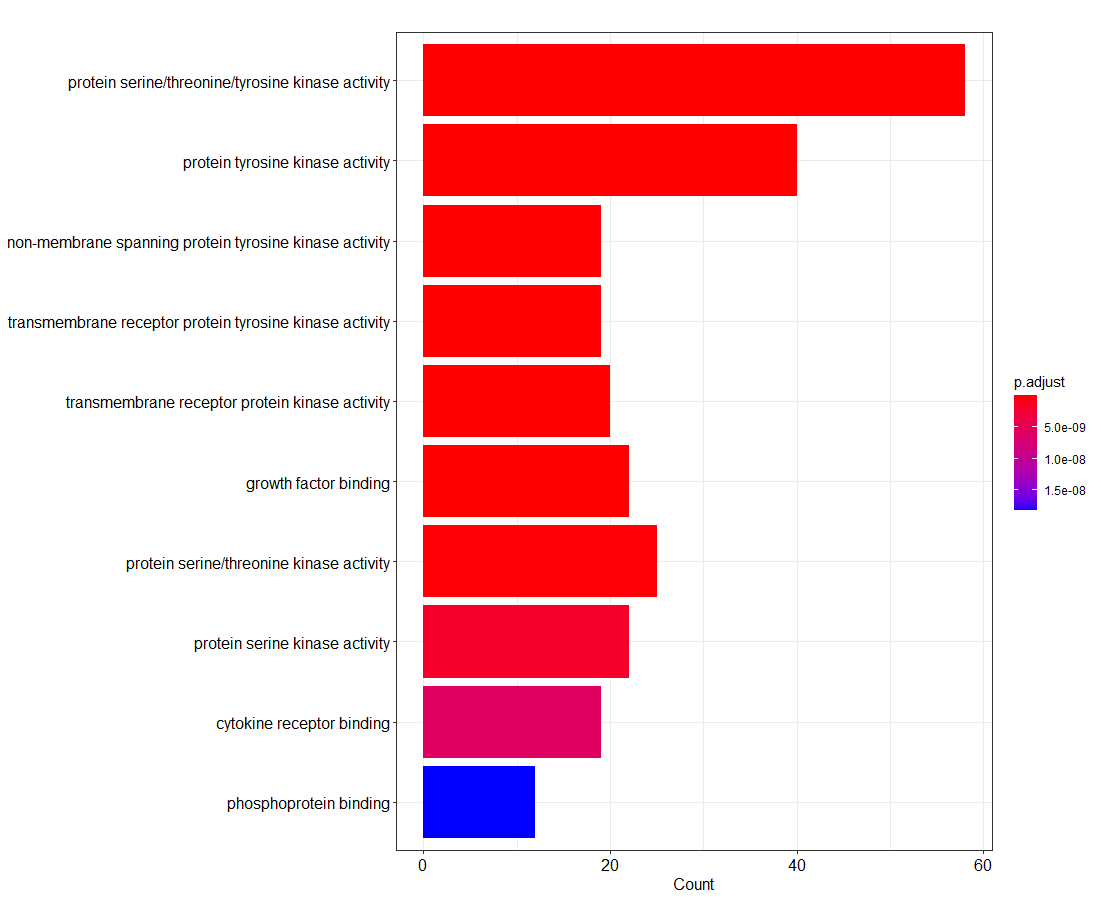 protein serine/threonine/tyrosine kinase activity
protein tyrosine kinase activity
non-membrane spanning protein tyrosine kinase activity
transmembrane receptor protein tyrosine kinase activity
transmembrane receptor protein kinase activity
growth factor binding
protein serine/threonine kinase activity
protein serine kinase activity
cytokine receptor binding
phosphoprotein binding
0 20 40 60
Count
p.adjust
5.0e-09
1.0e-08
1.5e-08